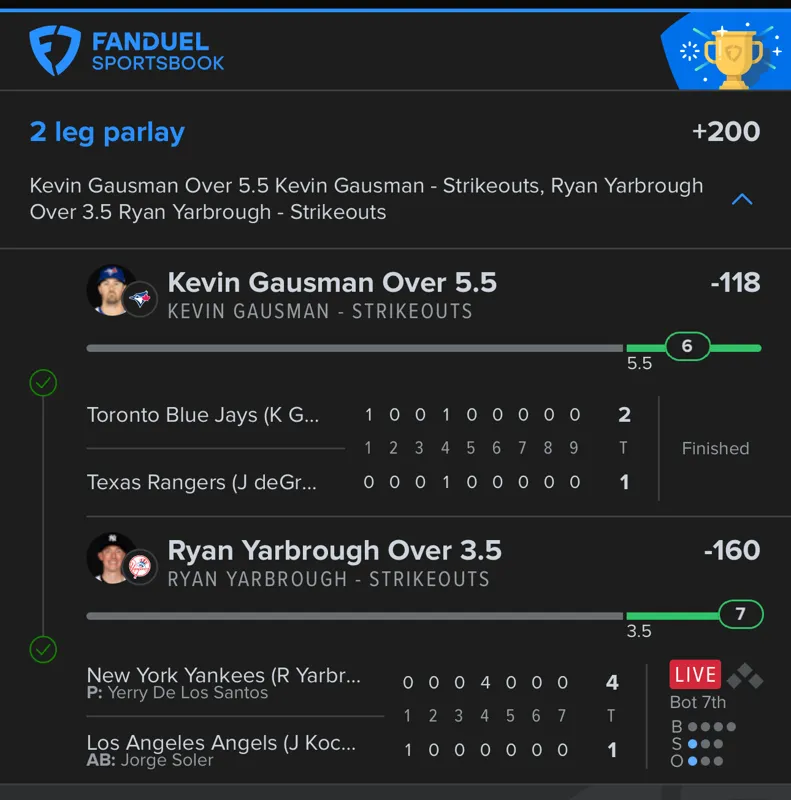 FANDUEL
SPORTSBOOK
2 leg parlay +200
Kevin Gausman Over 5.5 Kevin Gausman - Strikeouts, Ryan Yarbrough
Over 3.5 Ryan Yarbrough - Strikeouts
Kevin Gausman Over 5.5 -118
KEVIN GAUSMAN - STRIKEOUTS
6
5.5
Toronto Blue Jays (K G... 1 0 0 1 0 0 0 0 0 2
1 2 3 4 5 6 7 8 9 T Finished
Texas Rangers (J deGr... 0 0 0 1 0 0 0 0 0 1
Ryan Yarbrough Over 3.5 -160
RYAN YARBROUGH - STRIKEOUTS
7
3.5
New York Yankees (R Yarbr... 0 0 0 4 0 0 0 4 LIVE
P: Yerry De Los Santos Bot 7th
1 2 3 4 5 6 7 T B
Los Angeles Angels (J Koc... 1 0 0 0 0 0 0 1 S
AB: Jorge Soler O